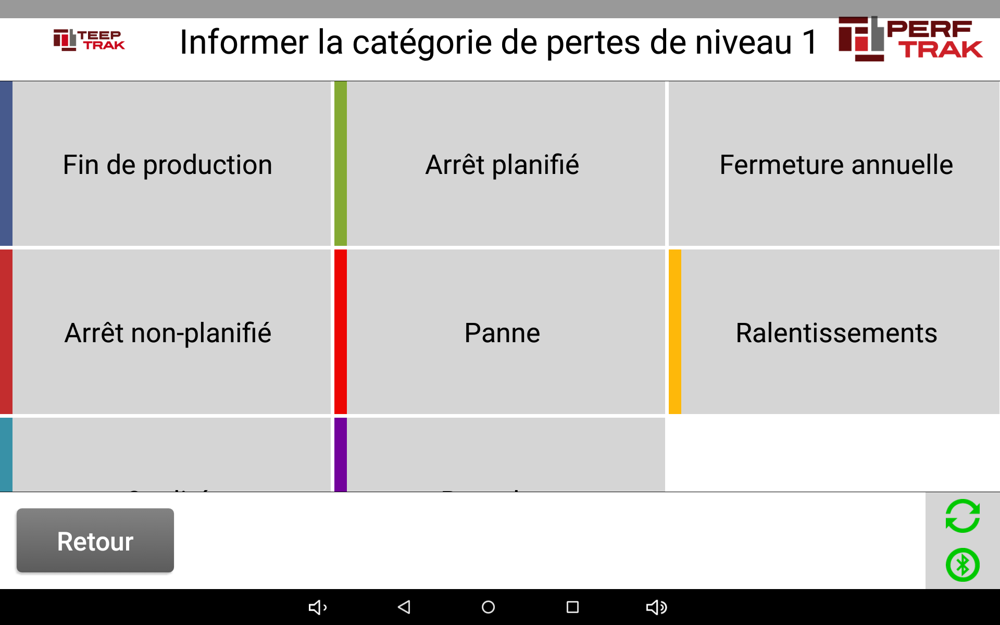 TEEP
TRAK
Informer la catégorie de pertes de niveau 1
PERF
TRAK
Fin de production
Arrêt planifié
Fermeture annuelle
Arrêt non-planifié
Panne
Ralentissements
Retour